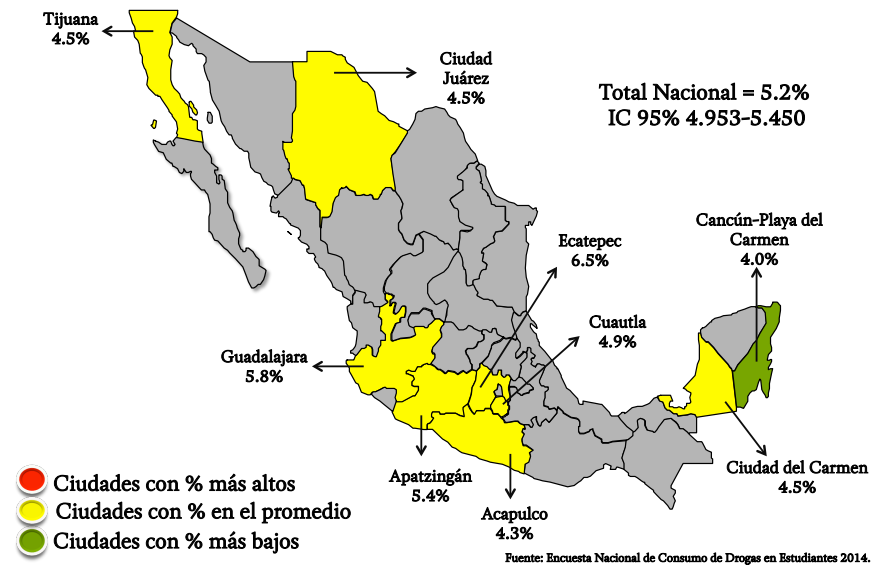 Tijuana
4.5%
Ciudad
Juárez
4.5%
Total Nacional = 5.2%
IC 95% 4.953-5.450
Cancún-Playa del
Carmen
4.0%
Ecatepec
6.5%
Cuautla
4.9%
Guadalajara
5.8%
Ciudad del Carmen
4.5%
Apatzingán
5.4%
Acapulco
4.3%
Ciudades con % más altos
Ciudades con % en el promedio
Ciudades con % más bajos
Fuente: Encuesta Nacional de Consumo de Drogas en Estudiantes 2014.